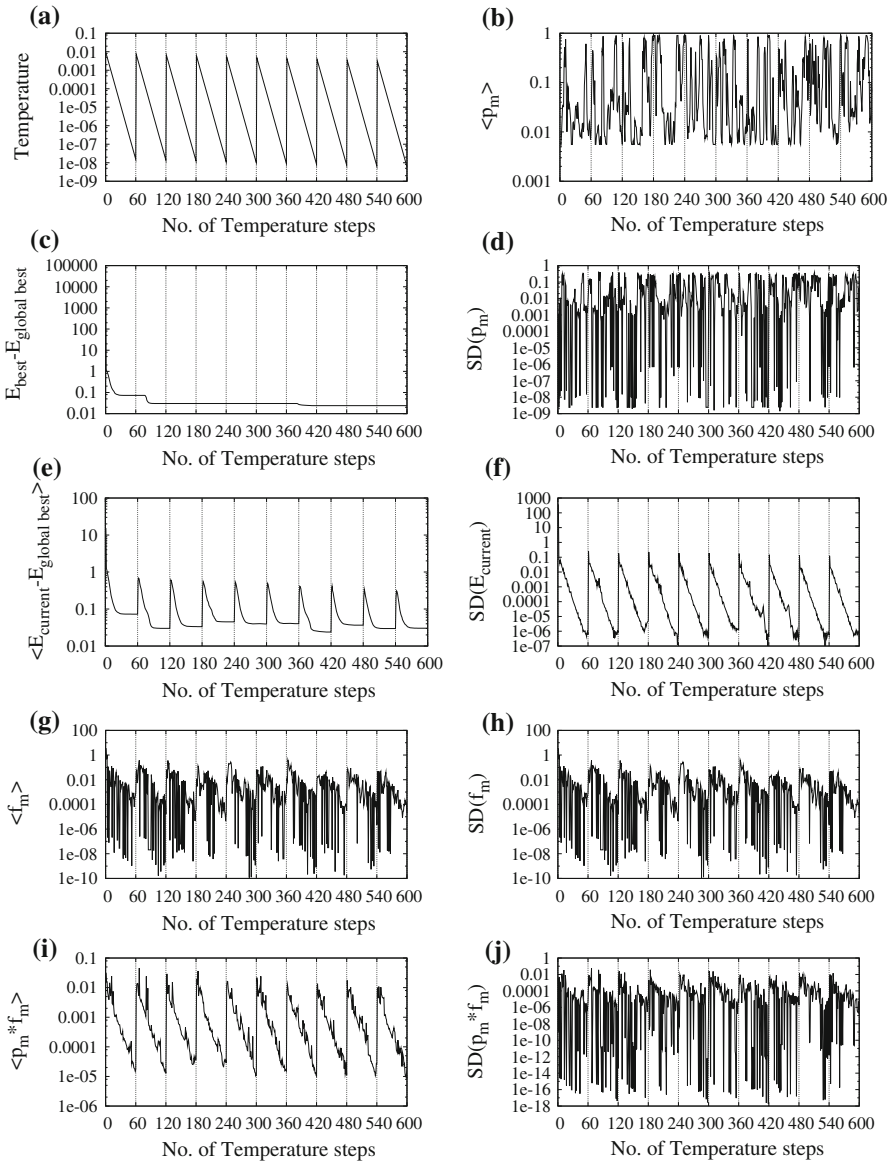 (a)
Temperature
0.1
0.01
0.001
0.0001
1e-05
1e-06
1e-07
1e-08
1e-09
0 60 120 180 240 300 360 420 480 540 600
No. of Temperature steps
(b)
<p_m>
1
0.1
0.01
0.001
0 60 120 180 240 300 360 420 480 540 600
No. of Temperature steps
(c)
E_best-E_global best
100000
10000
1000
100
10
1
0.1
0.01
0 60 120 180 240 300 360 420 480 540 600
No. of Temperature steps
(d)
SD(p_m)
1
0.1
0.01
0.001
0.0001
1e-05
1e-06
1e-07
1e-08
1e-09
0 60 120 180 240 300 360 420 480 540 600
No. of Temperature steps
(e)
<E_current-E_global best>
100
10
1
0.1
0.01
0 60 120 180 240 300 360 420 480 540 600
No. of Temperature steps
(f)
SD(E_current)
1000
100
10
1
0.1
0.01
0.001
0.0001
1e-05
1e-06
1e-07
0 60 120 180 240 300 360 420 480 540 600
No. of Temperature steps
(g)
<f_m>
100
1
0.01
0.0001
1e-06
1e-08
1e-10
0 60 120 180 240 300 360 420 480 540 600
No. of Temperature steps
(h)
SD(f_m)
100
1
0.01
0.0001
1e-06
1e-08
1e-10
0 60 120 180 240 300 360 420 480 540 600
No. of Temperature steps
(i)
<p_m*f_m>
0.1
0.01
0.001
0.0001
1e-05
1e-06
0 60 120 180 240 300 360 420 480 540 600
No. of Temperature steps
(j)
SD(p_m*f_m)
1
0.01
0.0001
1e-06
1e-08
1e-10
1e-12
1e-14
1e-16
1e-18
0 60 120 180 240 300 360 420 480 540 600
No. of Temperature steps